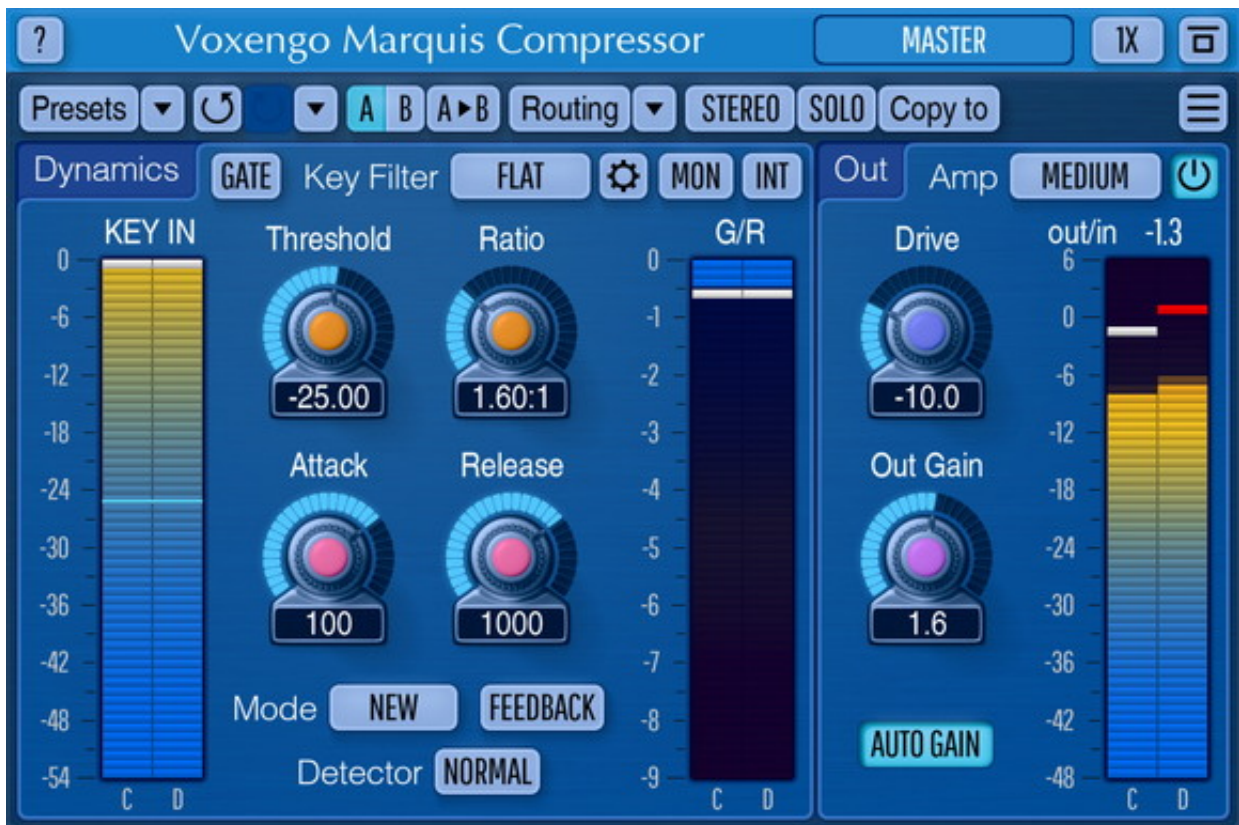 ? Voxengo Marquis Compressor MASTER 1X
Presets A B A▸B Routing STEREO SOLO Copy to
Dynamics GATE Key Filter FLAT MON INT Out Amp MEDIUM
KEY IN Threshold Ratio G/R Drive out/in -1.3
0 0 6
-6 -1 0
-12 -25.00 1.60:1 -2 -10.0 -6
-18 -3 -12
Attack Release Out Gain
-24 -4 -18
-30 -5 -24
-36 100 1000 -6 1.6 -30
-42 -7 -36
-48 Mode NEW FEEDBACK -8 -42
AUTO GAIN
-54 Detector NORMAL -9 -48
C D C D C D